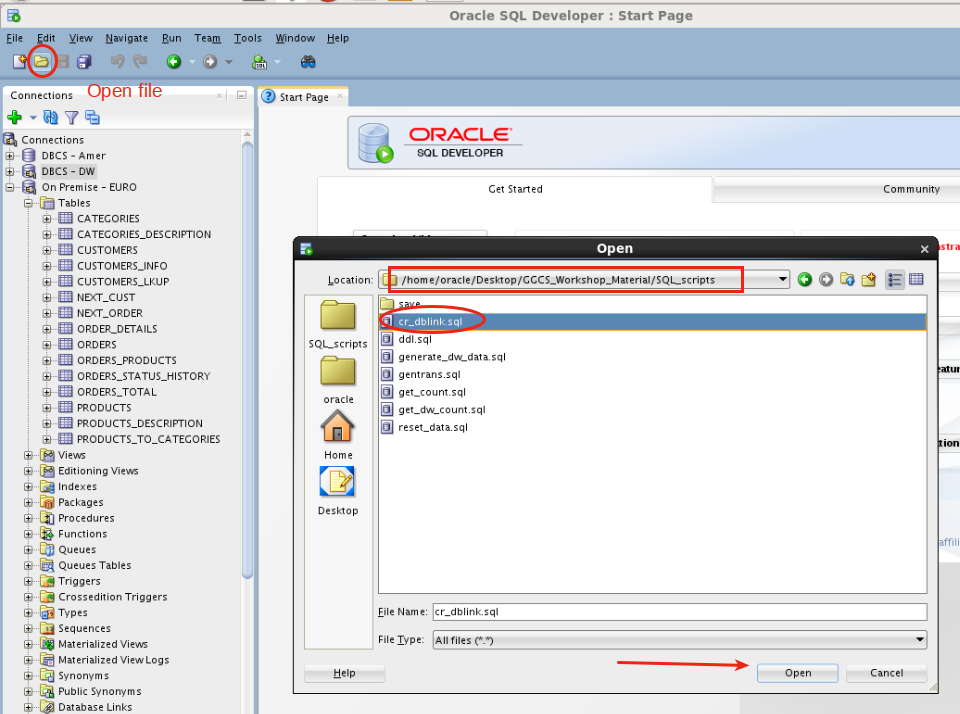 Oracle SQL Developer : Start Page
File Edit View Navigate Run Team Tools Window Help
Connections
Open file
Start Page
Connections
DBCS - Amer
DBCS - DW
On Premise - EURO
Tables
CATEGORIES
CATEGORIES_DESCRIPTION
CUSTOMERS
CUSTOMERS_INFO
CUSTOMERS_LKUP
NEXT_CUST
NEXT_ORDER
ORDER_DETAILS
ORDERS
ORDERS_PRODUCTS
ORDERS_STATUS_HISTORY
ORDERS_TOTAL
PRODUCTS
PRODUCTS_DESCRIPTION
PRODUCTS_TO_CATEGORIES
Views
Editioning Views
Indexes
Packages
Procedures
Functions
Queues
Queues Tables
Triggers
Crossedition Triggers
Types
Sequences
Materialized Views
Materialized View Logs
Synonyms
Public Synonyms
Database Links
ORACLE
SQL DEVELOPER
Get Started
Community
Open
Location:
/home/oracle/Desktop/GGCS_Workshop_Material/SQL_scripts
SQL_scripts
oracle
Home
Desktop
save
cr_dblink.sql
ddl.sql
generate_dw_data.sql
gentrans.sql
get_count.sql
get_dw_count.sql
reset_data.sql
File Name: cr_dblink.sql
File Type: All files (*.*)
Help
Open
Cancel